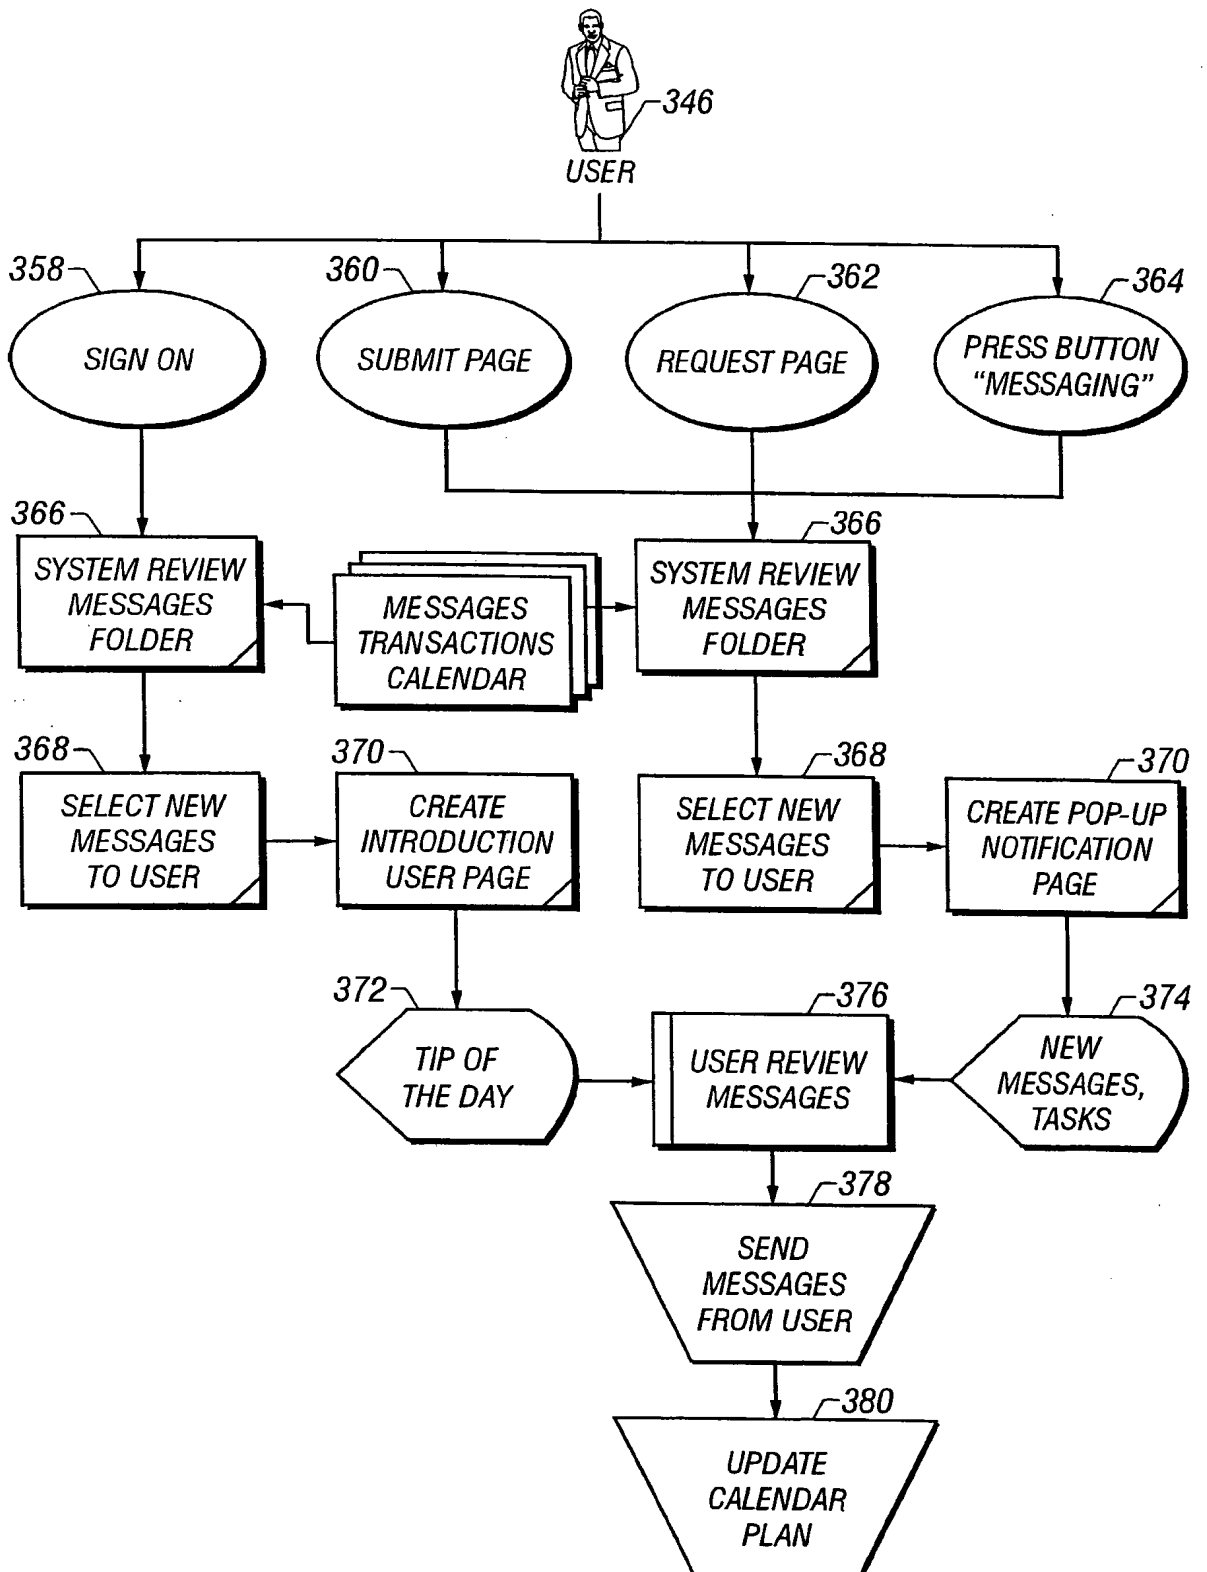 346
USER
358
360
362
364
SIGN ON
SUBMIT PAGE
REQUEST PAGE
PRESS BUTTON
“MESSAGING”
366
SYSTEM REVIEW
MESSAGES
FOLDER
MESSAGES
TRANSACTIONS
CALENDAR
366
SYSTEM REVIEW
MESSAGES
FOLDER
368
SELECT NEW
MESSAGES
TO USER
370
CREATE
INTRODUCTION
USER PAGE
368
SELECT NEW
MESSAGES
TO USER
370
CREATE POP-UP
NOTIFICATION
PAGE
372
TIP OF
THE DAY
376
USER REVIEW
MESSAGES
374
NEW
MESSAGES,
TASKS
378
SEND
MESSAGES
FROM USER
380
UPDATE
CALENDAR
PLAN